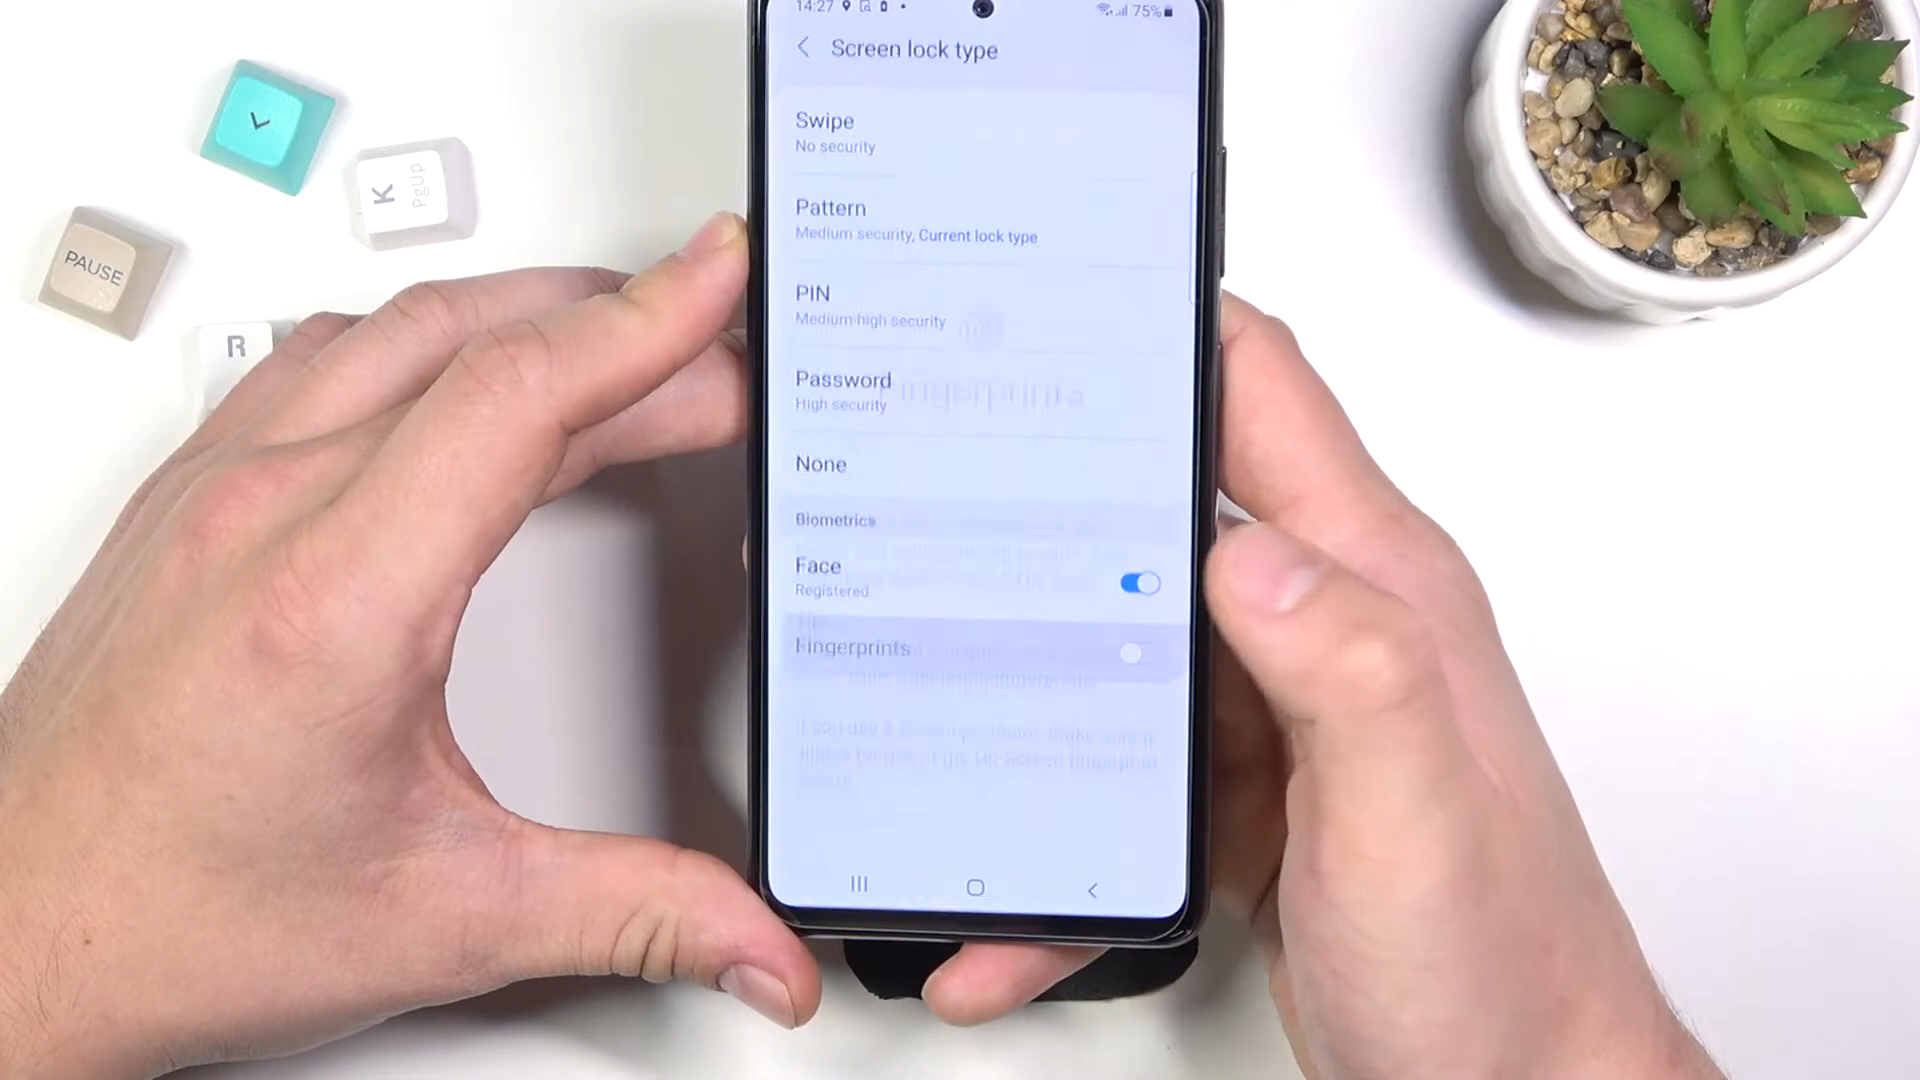 14:27
75%
Screen lock type
Swipe
No security
Pattern
Medium security, Current lock type
PIN
Medium-high security
Password
High security
Fingerprints
None
Biometrics
Face
Registered
Fingerprints
K
PgUp
PAUSE
R